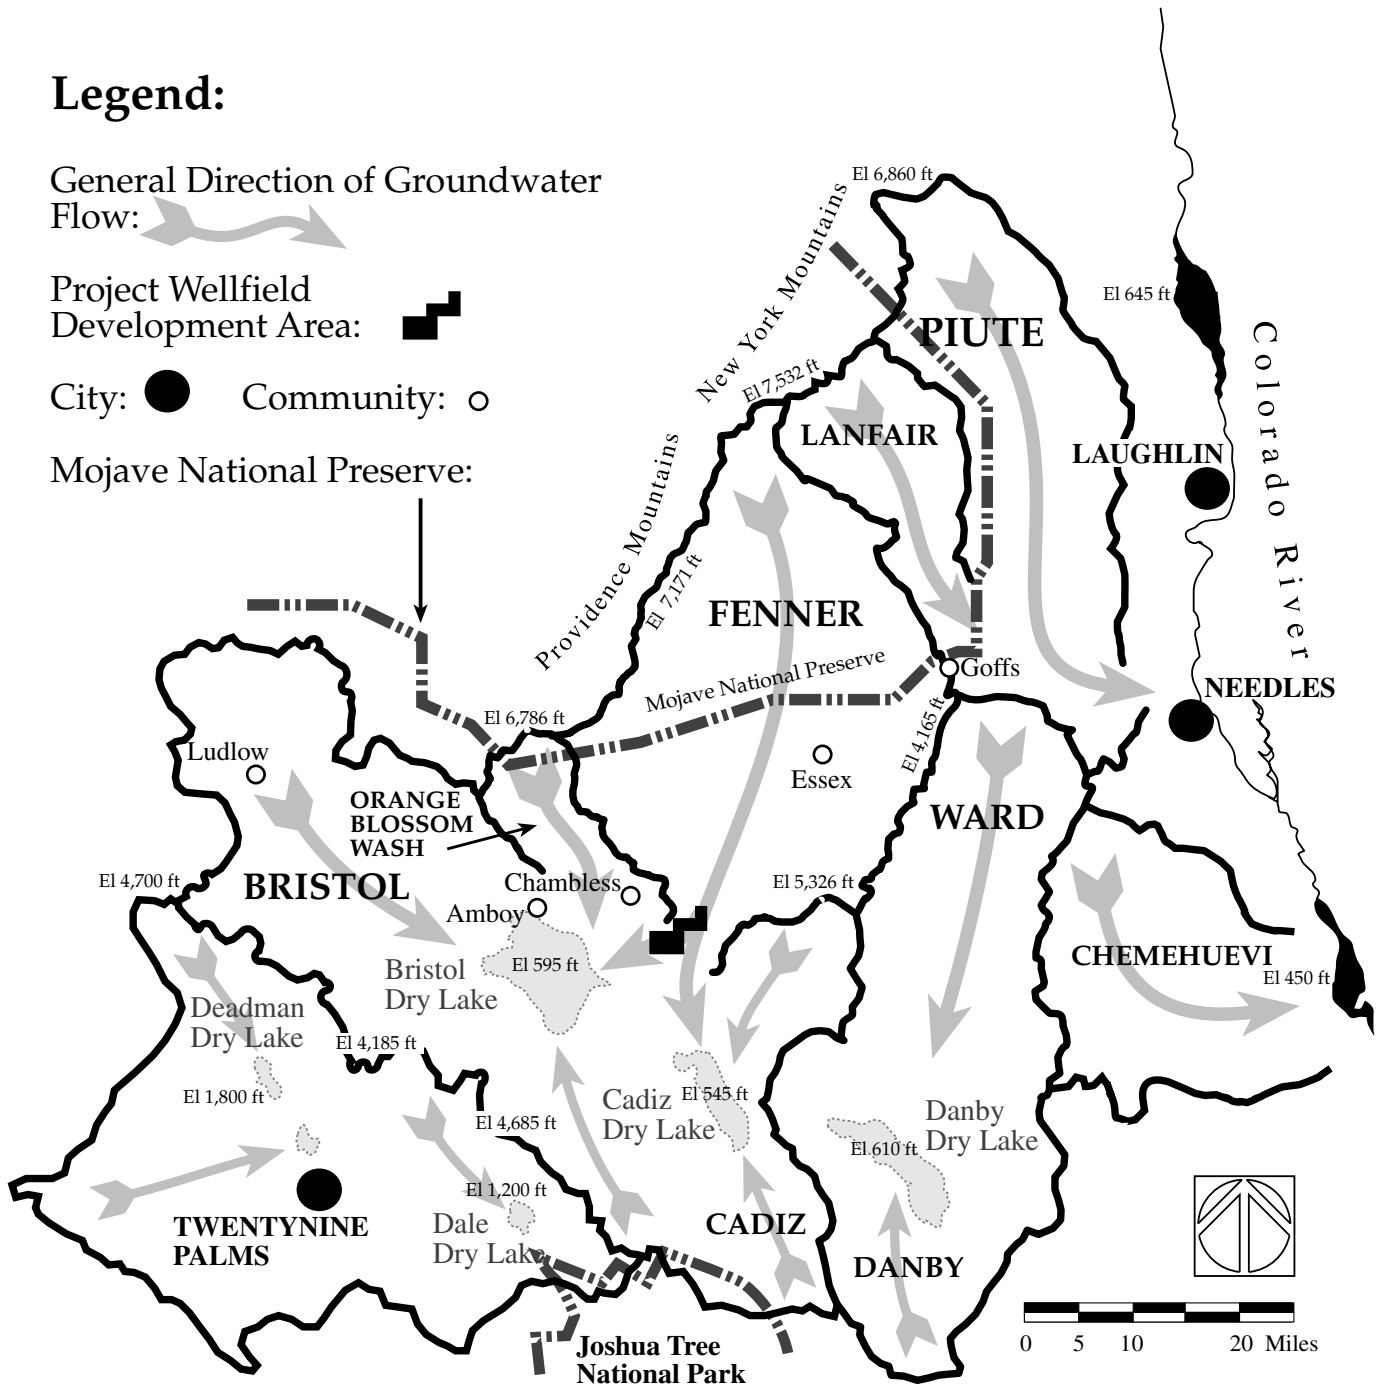 Legend:
General Direction of Groundwater
Flow:
Project Wellfield
Development Area:
City:
Community:
Mojave National Preserve:
El 6,860 ft
New York Mountains
PIUTE
El 645 ft
Colorado River
El 7,532 ft
LANFAIR
LAUGHLIN
Providence Mountains
El 7,171 ft
FENNER
Mojave National Preserve
Goffs
NEEDLES
El 4,165 ft
El 6,786 ft
Ludlow
Essex
ORANGE
BLOSSOM
WASH
WARD
El 4,700 ft
BRISTOL
Chambless
El 5,326 ft
Amboy
CHEMEHUEVI
El 450 ft
El 595 ft
Bristol
Dry Lake
Deadman
Dry Lake
El 4,185 ft
El 1,800 ft
Cadiz
Dry Lake
El 545 ft
Danby
Dry Lake
El 610 ft
El 4,685 ft
El 1,200 ft
TWENTYNINE
PALMS
Dale
Dry Lake
CADIZ
DANBY
Joshua Tree
National Park
0 5 10 20 Miles